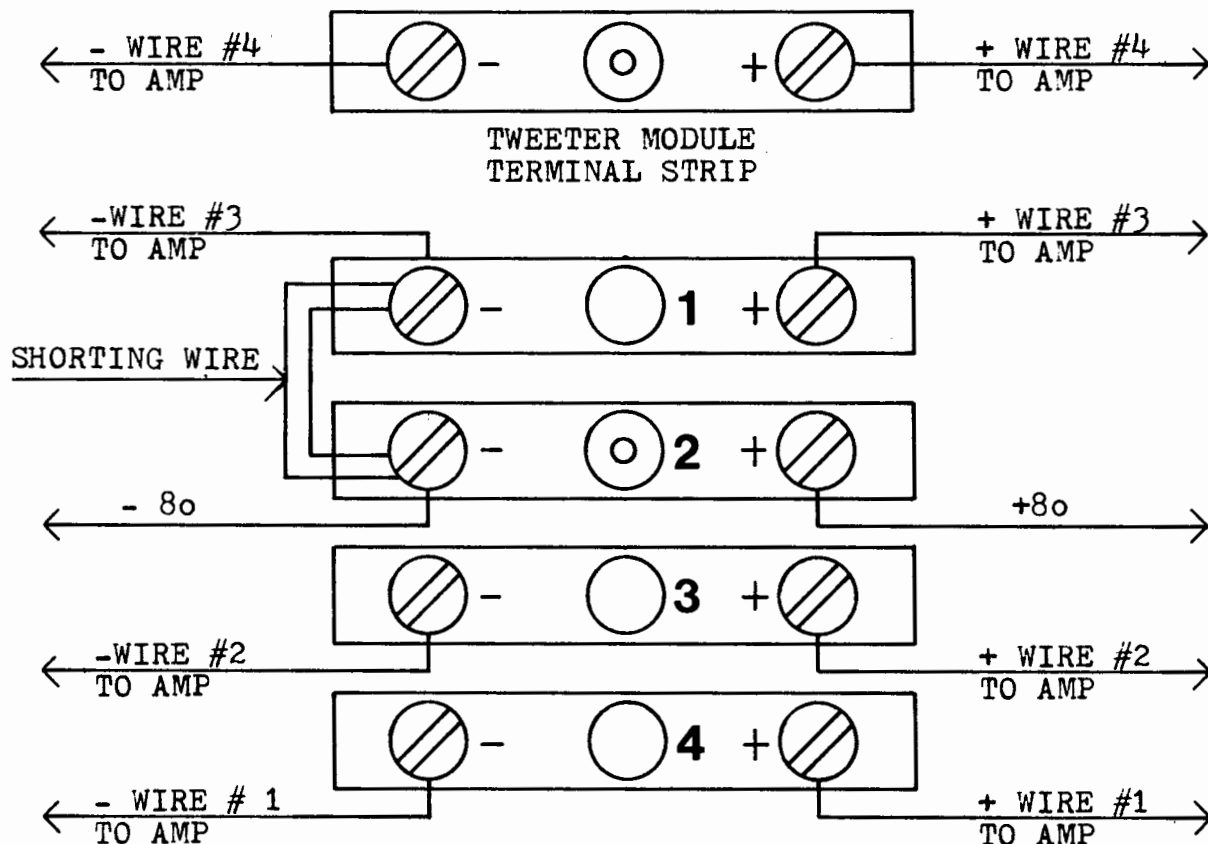 - WIRE #4
TO AMP
-
+
+ WIRE #4
TO AMP
TWEETER MODULE
TERMINAL STRIP
-WIRE #3
TO AMP
+ WIRE #3
TO AMP
- 1 +
SHORTING WIRE
- 2 +
- 8o
+8o
- 3 +
-WIRE #2
TO AMP
+ WIRE #2
TO AMP
- 4 +
- WIRE # 1
TO AMP
+ WIRE #1
TO AMP